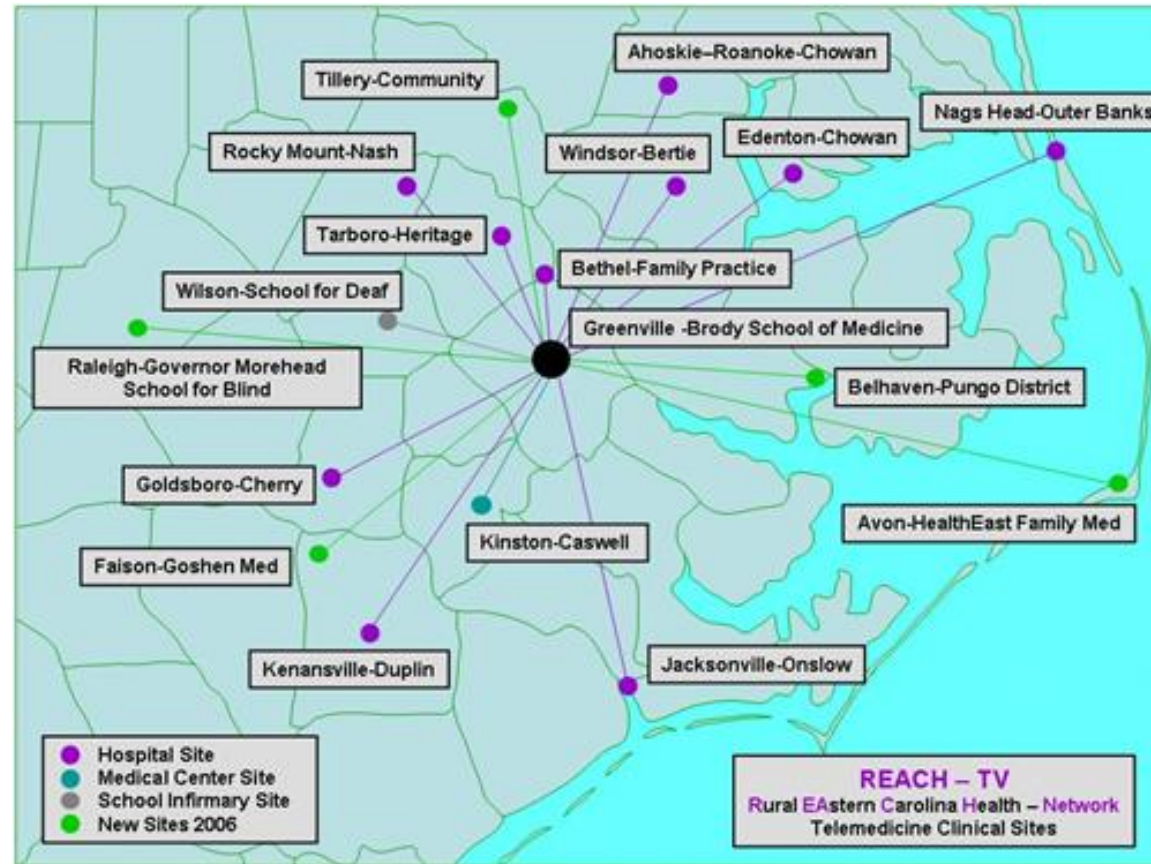 Ahoskie–Roanoke-Chowan
Tillery-Community
Nags Head-Outer Banks
Edenton-Chowan
Rocky Mount-Nash
Windsor-Bertie
Tarboro-Heritage
Bethel-Family Practice
Wilson-School for Deaf
Greenville -Brody School of Medicine
Raleigh-Governor Morehead
School for Blind
Belhaven-Pungo District
Goldsboro-Cherry
Avon-HealthEast Family Med
Kinston-Caswell
Faison-Goshen Med
Kenansville-Duplin
Jacksonville-Onslow
Hospital Site
Medical Center Site
School Infirmary Site
New Sites 2006
REACH – TV
Rural EAstern Carolina Health – Network
Telemedicine Clinical Sites